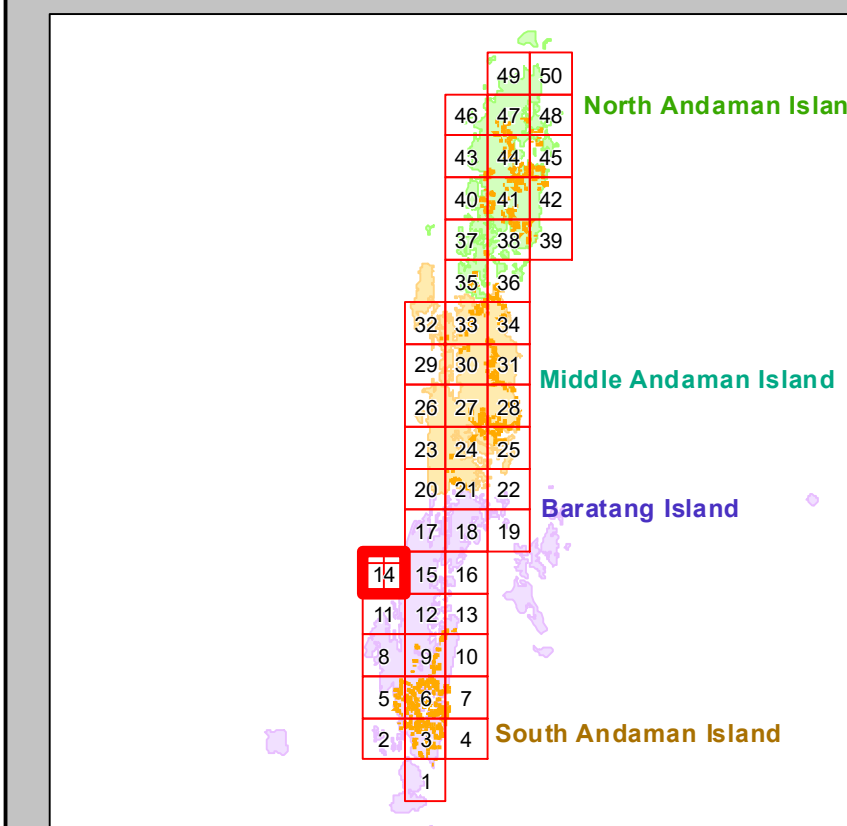 49 50
North Andaman Islan
46 47 48
43 44 45
40 41 42
37 38 39
35 36
32 33 34
29 30 31
Middle Andaman Island
26 27 28
23 24 25
20 21 22
Baratang Island
17 18 19
14 15 16
11 12 13
8 9 10
5 6 7
South Andaman Island
2 3 4
1